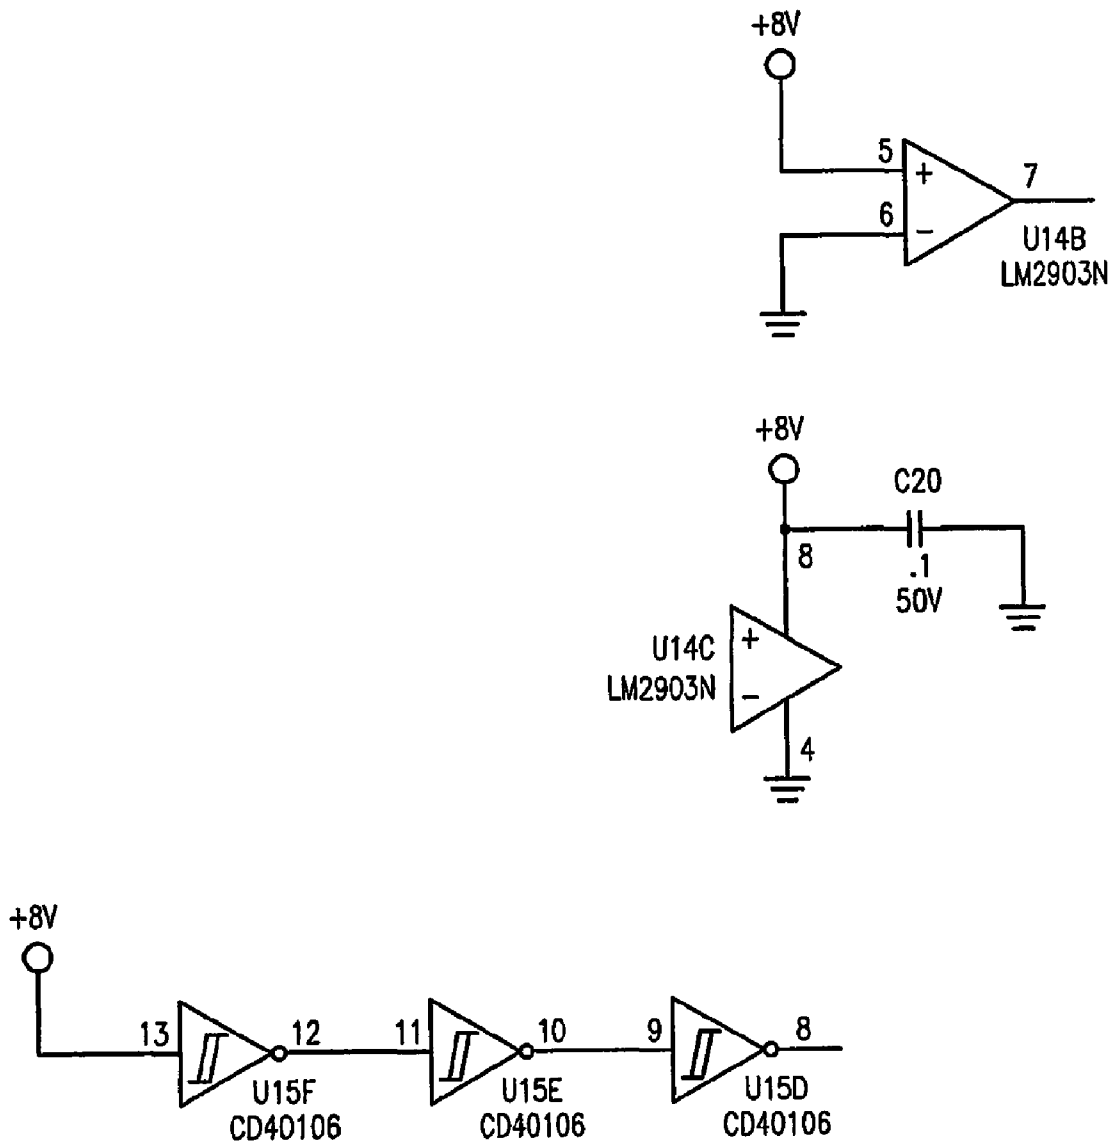 +8V
5
+
7
6
−
U14B
LM2903N
+8V
C20
8
.1
50V
+
U14C
LM2903N
−
4
+8V
13
12
11
10
9
8
U15F
CD40106
U15E
CD40106
U15D
CD40106